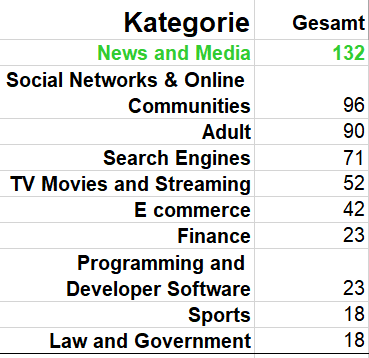 Kategorie Gesamt
News and Media 132
Social Networks & Online
Communities 96
Adult 90
Search Engines 71
TV Movies and Streaming 52
E commerce 42
Finance 23
Programming and
Developer Software 23
Sports 18
Law and Government 18